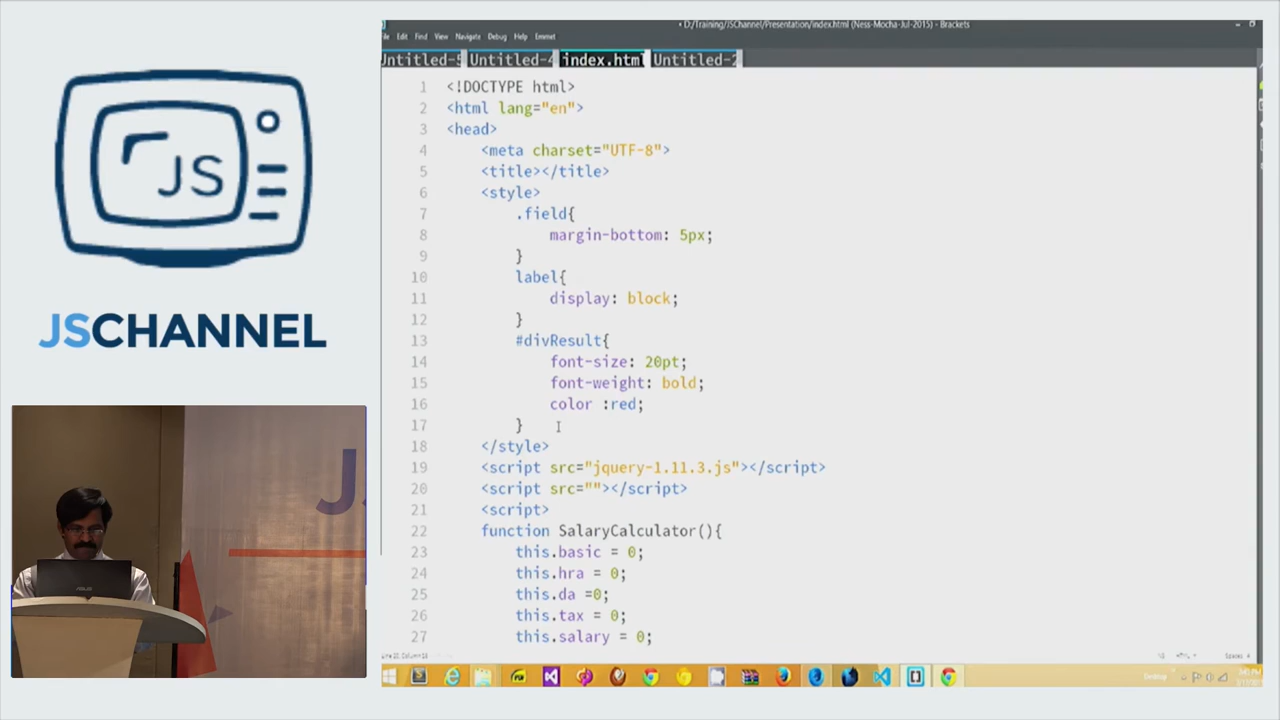 D:/Training/JSChannel/Presentation/index.html (Ness-Mocha-Jul-2015) - Brackets
Edit Find View Navigate Debug Help Emmet
Untitled-5 Untitled-4 index.html Untitled-2
1 <!DOCTYPE html>
2 <html lang="en">
3 <head>
4 <meta charset="UTF-8">
5 <title></title>
6 <style>
7 .field{
8 margin-bottom: 5px;
9 }
10 label{
11 display: block;
12 }
13 #divResult{
14 font-size: 20pt;
15 font-weight: bold;
16 color :red;
17 }
18 </style>
19 <script src="jquery-1.11.3.js"></script>
20 <script src=""></script>
21 <script>
22 function SalaryCalculator(){
23 this.basic = 0;
24 this.hra = 0;
25 this.da =0;
26 this.tax = 0;
27 this.salary = 0;
JS
JSCHANNEL